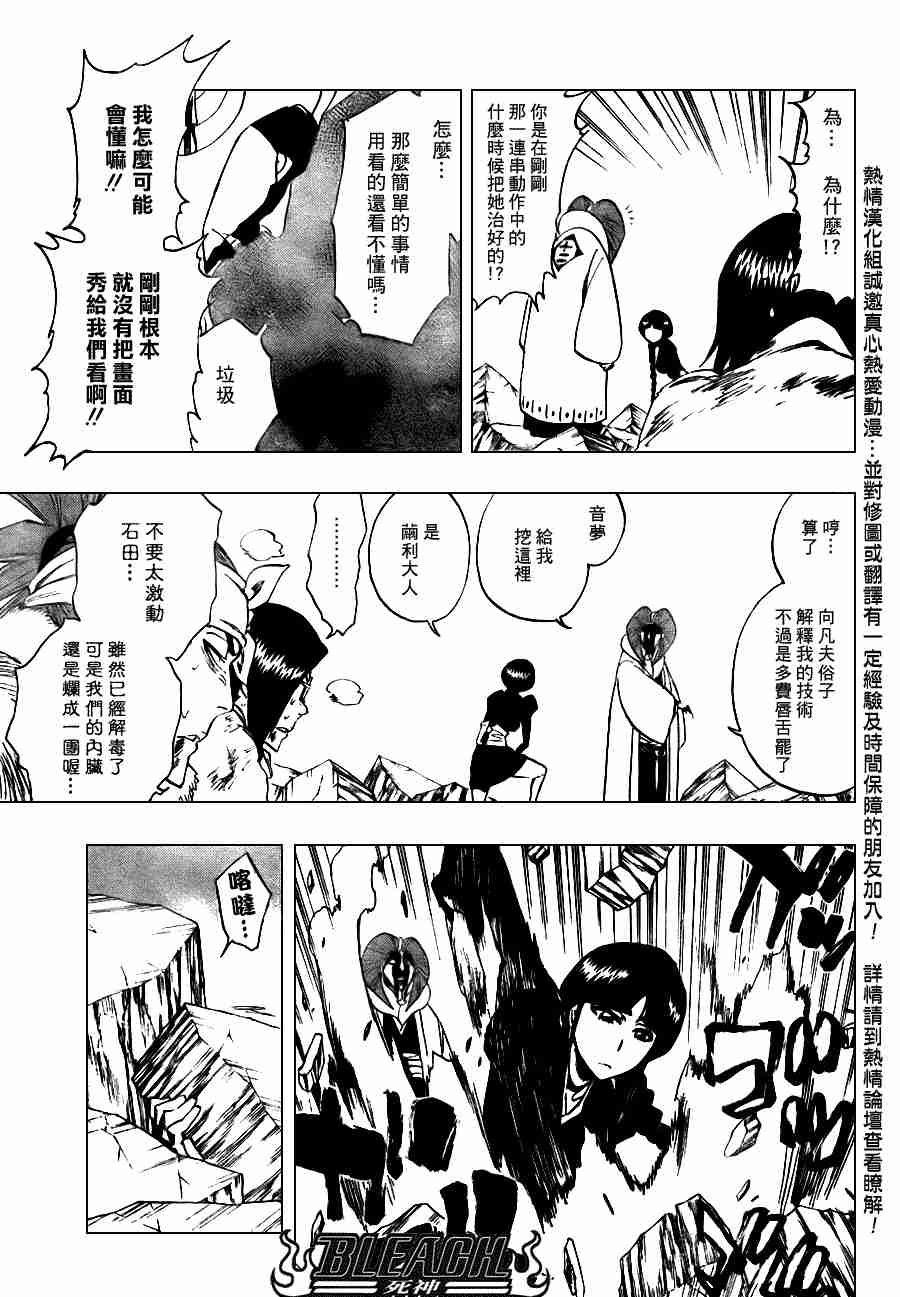 為…
為什麼!?
你是在剛剛
那一連串動作中的
什麼時候把她治好的!?
怎麼…
那麼簡單的事情
用看的還看不懂嗎…
垃圾
我怎麼可能
會懂嘛!!
剛剛根本
就沒有把畫面
秀給我們看啊!!
哼…
算了
向凡夫俗子
解釋我的技術
不過是多費唇舌罷了
音夢
給我
挖這裡
是
繭利大人
…………
不要太激動
石田…
雖然已經解毒了
可是我們的內臟
還是爛成一團喔…
喀噠…
熱情漢化組誠邀真心熱愛動漫…並對修圖或翻譯有一定經驗及時間保障的朋友加入！ 詳情請到熱情論壇查看瞭解！
BLEACH
死神